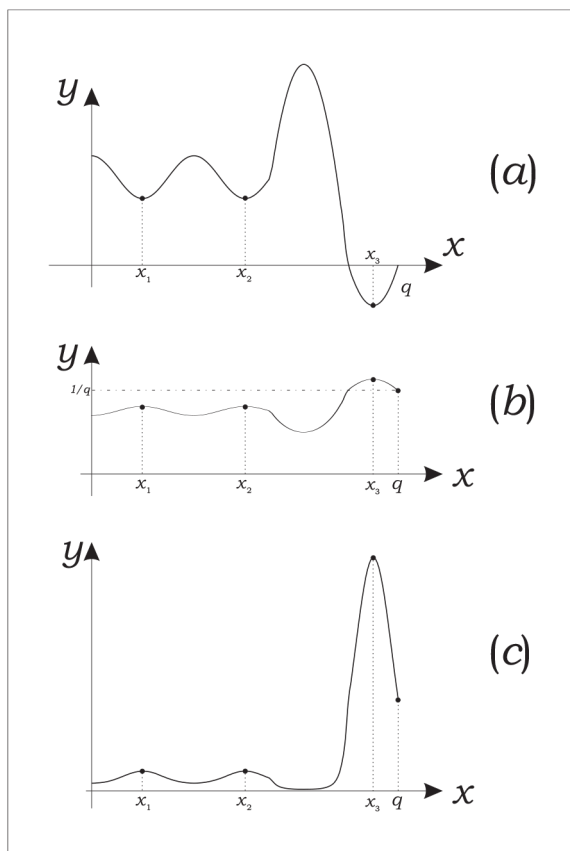 y
(a)
x₃
x
x₁
x₂
q
y
1/q
(b)
x₁
x₂
x₃
q
x
y
(c)
x₁
x₂
x₃
q
x